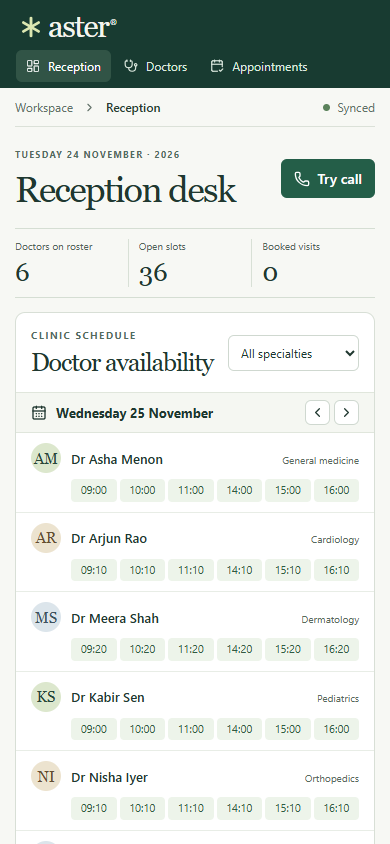 aster®
Reception Doctors Appointments
Workspace > Reception Synced
TUESDAY 24 NOVEMBER · 2026
Reception desk
Try call
Doctors on roster Open slots Booked visits
6 36 0
CLINIC SCHEDULE
Doctor availability
All specialties
Wednesday 25 November
AM Dr Asha Menon General medicine
09:00 10:00 11:00 14:00 15:00 16:00
AR Dr Arjun Rao Cardiology
09:10 10:10 11:10 14:10 15:10 16:10
MS Dr Meera Shah Dermatology
09:20 10:20 11:20 14:20 15:20 16:20
KS Dr Kabir Sen Pediatrics
09:00 10:00 11:00 14:00 15:00 16:00
NI Dr Nisha Iyer Orthopedics
09:10 10:10 11:10 14:10 15:10 16:10